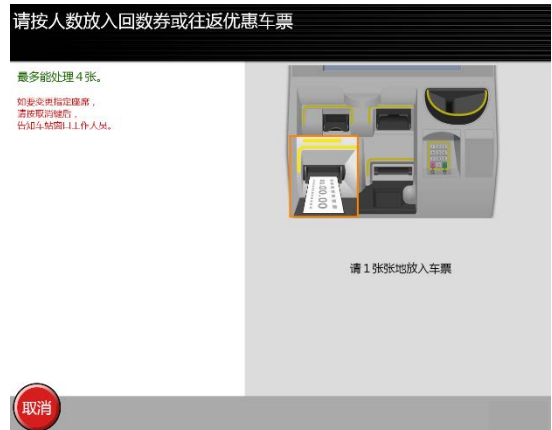 请按人数放入回数券或往返优惠车票
最多能处理4张。
如要变更指定座席，
请按取消键后，
告知车站窗口工作人员。
请1张张地放入车票
取消